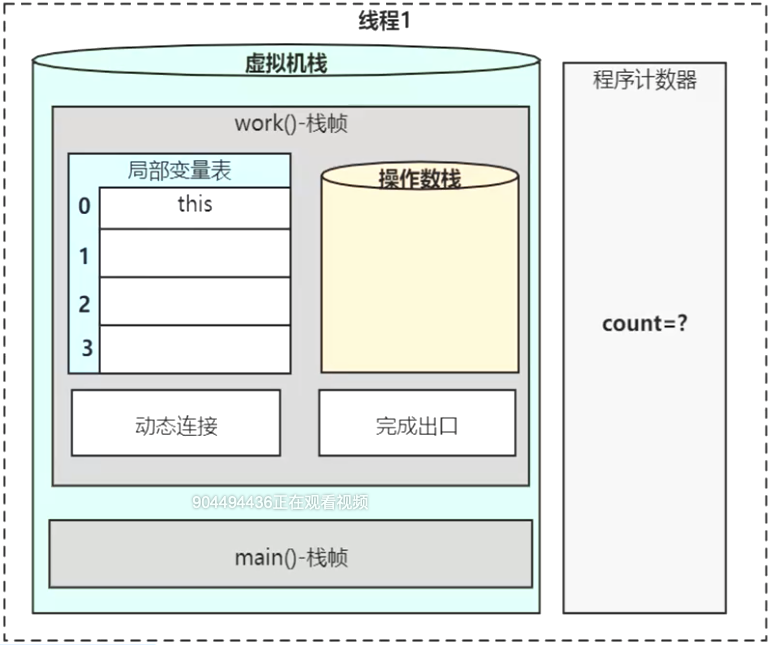 线程1
虚拟机栈
程序计数器
work()-栈帧
局部变量表
操作数栈
0
this
1
2
3
count=?
动态连接
完成出口
904494436正在观看视频
main()-栈帧